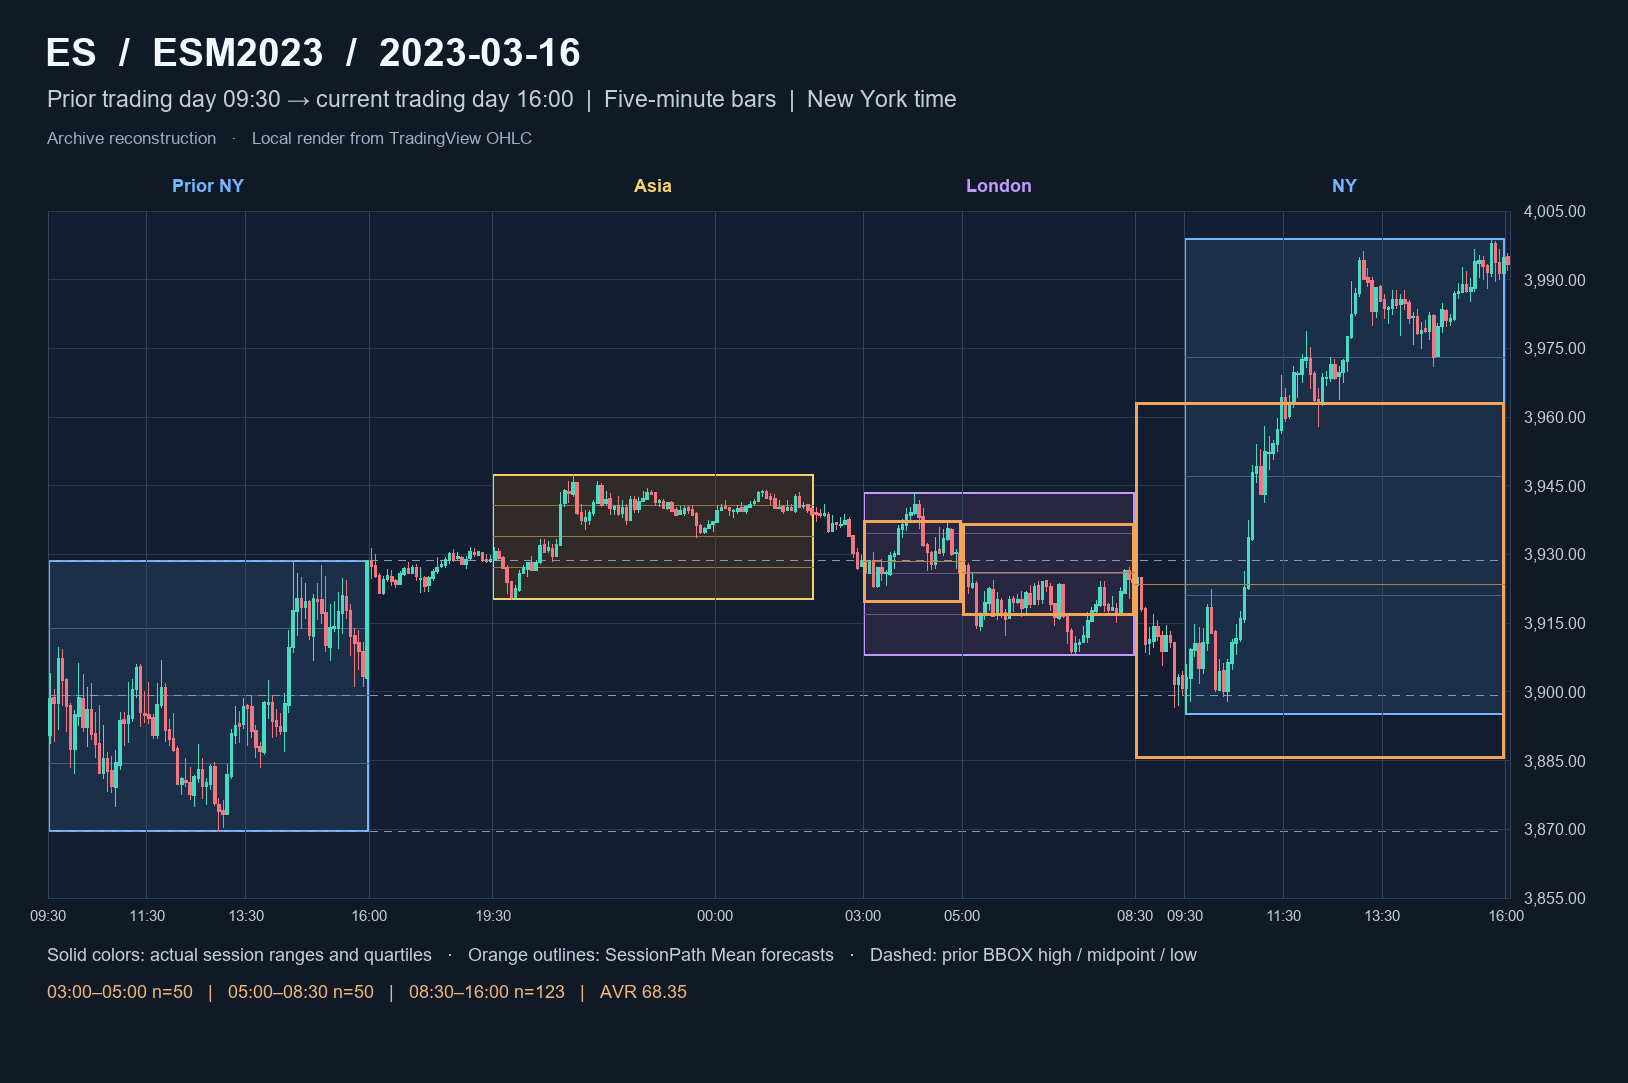 ES / ESM2023 / 2023-03-16
Prior trading day 09:30 → current trading day 16:00 | Five-minute bars | New York time
Archive reconstruction · Local render from TradingView OHLC
Prior NY Asia London NY
4,005.00
3,990.00
3,975.00
3,960.00
3,945.00
3,930.00
3,915.00
3,900.00
3,885.00
3,870.00
3,855.00
09:30 11:30 13:30 16:00 19:30 00:00 03:00 05:00 08:30 09:30 11:30 13:30 16:00
Solid colors: actual session ranges and quartiles · Orange outlines: SessionPath Mean forecasts · Dashed: prior BBOX high / midpoint / low
03:00–05:00 n=50 | 05:00–08:30 n=50 | 08:30–16:00 n=123 | AVR 68.35